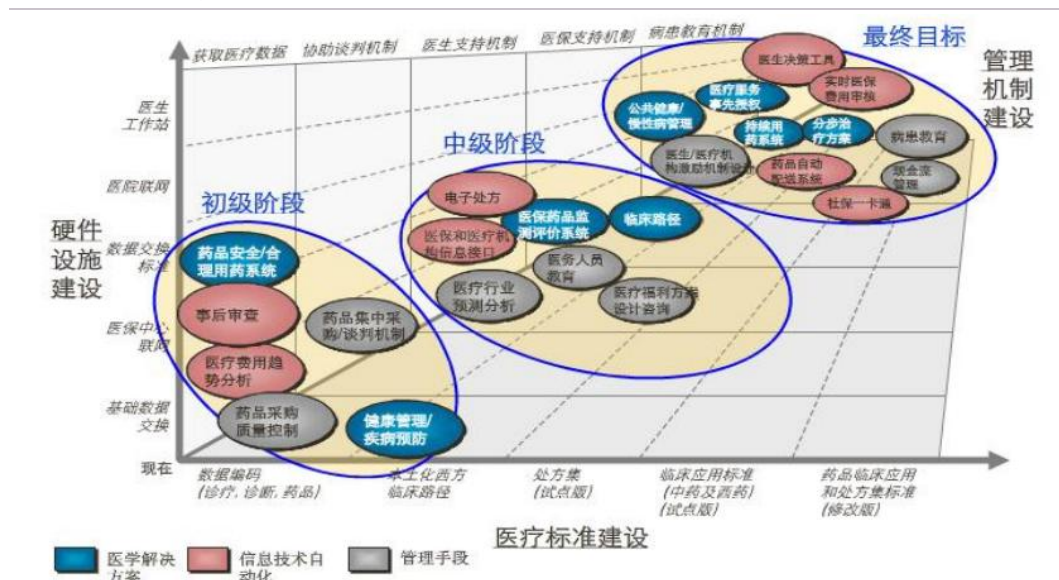 获取医疗数据 协助谈判机制 医生支持机制 医保支持机制 病患教育机制
最终目标
管理
机制
建设
医生决策工具
实时医保
费用审核
医疗服务
事先授权
公共健康/
慢性病管理
持续用
药系统
分步治
疗方案
病患教育
医生/医疗机
构激励机制设计
药品自动
配送系统
现金流
管理
社保一卡通
中级阶段
电子处方
医保药品监
测评价系统
临床路径
医保和医疗机
构信息接口
医务人员
教育
医疗行业
预测分析
医疗福利方案
设计咨询
初级阶段
药品安全/合
理用药系统
事后审查
药品集中采
购/谈判机制
医疗费用趋
势分析
药品采购
质量控制
健康管理/
疾病预防
硬件
设施
建设
医生
工作站
医院联网
数据交换
标准
医保中心
联网
基础数据
交换
现在
数据编码
(诊疗,诊断,药品)
本土化西方
临床路径
处方集
(试点版)
临床应用标准
(中药及西药)
(试点版)
药品临床应用
和处方集标准
(修改版)
医疗标准建设
医学解决
方案
信息技术自
动化
管理手段